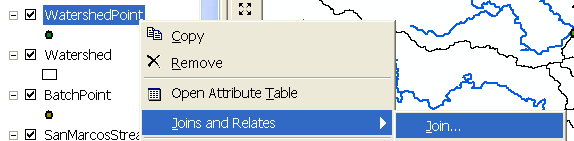 WatershedPoint
Copy
Watershed
Remove
BatchPoint
Open Attribute Table
SanMarcosStrea
Joins and Relates
Join...